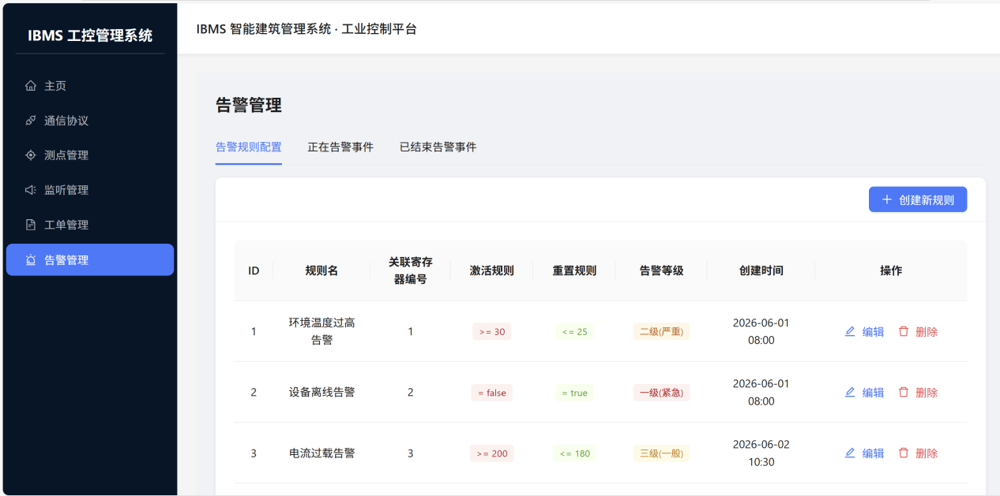 IBMS 工控管理系统
主页
通信协议
测点管理
监听管理
工单管理
告警管理
IBMS 智能建筑管理系统 · 工业控制平台
告警管理
告警规则配置 正在告警事件 已结束告警事件
创建新规则
ID 规则名 关联寄存 激活规则 重置规则 告警等级 创建时间 操作
器编号
1 环境温度过高 1 >= 30 <= 25 二级(严重) 2026-06-01 编辑 删除
告警 08:00
2 设备离线告警 2 = false = true 一级(紧急) 2026-06-01 编辑 删除
08:00
3 电流过载告警 3 >= 200 <= 180 三级(一般) 2026-06-02 编辑 删除
10:30